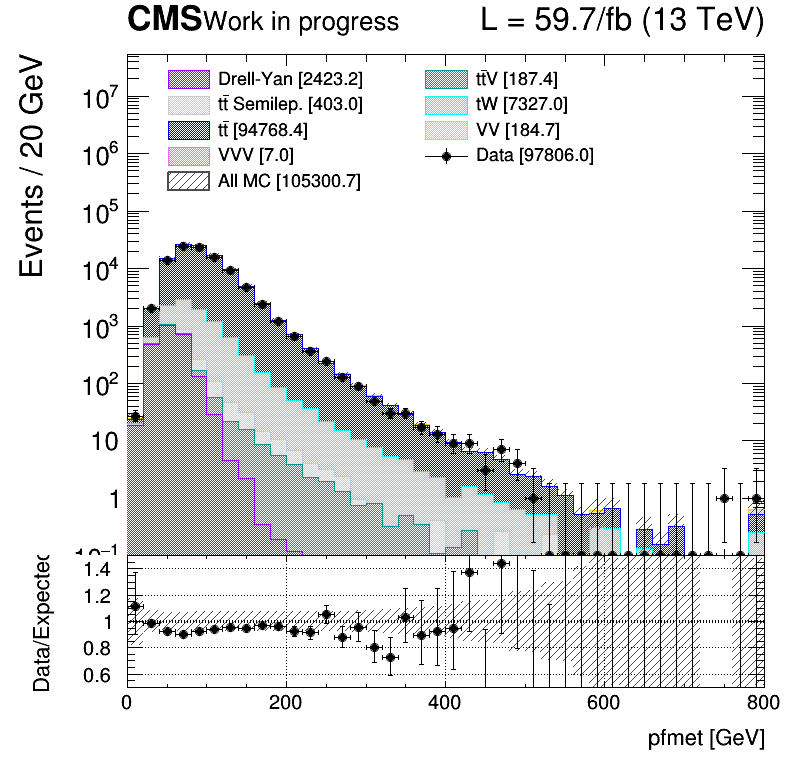 CMS Work in progress L = 59.7/fb (13 TeV)
Events / 20 GeV
Drell-Yan [2423.2]
tt̄V [187.4]
tt̄ Semilep. [403.0]
tW [7327.0]
tt̄ [94768.4]
VV [184.7]
VVV [7.0]
Data [97806.0]
All MC [105300.7]
10⁷
10⁶
10⁵
10⁴
10³
10²
10
1
10⁻¹
Data/Expected
1.4
1.2
1
0.8
0.6
0 200 400 600 800
pfmet [GeV]